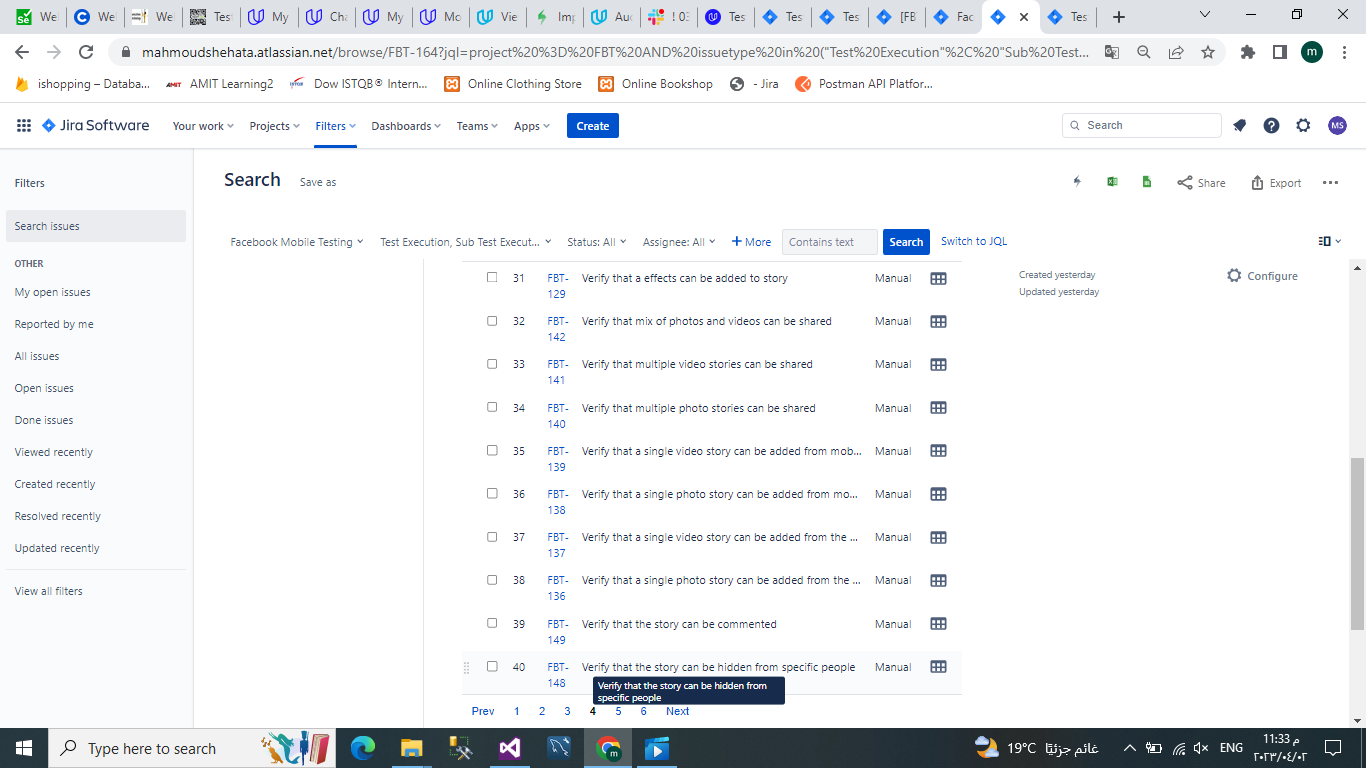 We
We
We
Test
My
Cha
My
Mo
Vie
Imp
Aud
! 03
Tes
Tes
Tes
[FB
Fac
Tes
mahmoudshehata.atlassian.net/browse/FBT-164?jql=project%20%3D%20FBT%20AND%20issuetype%20in%20("Test%20Execution"%2C%20"Sub%20Test%20E...
m
ishopping – Databa...
AMIT Learning2
Dow ISTQB® Intern...
Online Clothing Store
Online Bookshop
- Jira
Postman API Platfor...
Jira Software
Your work
Projects
Filters
Dashboards
Teams
Apps
Create
Search
MS
Filters
Search issues
OTHER
My open issues
Reported by me
All issues
Open issues
Done issues
Viewed recently
Created recently
Resolved recently
Updated recently
View all filters
Search
Save as
Share
Export
Facebook Mobile Testing
Test Execution, Sub Test Execut...
Status: All
Assignee: All
+ More
Contains text
Search
Switch to JQL
31 FBT-129 Verify that a effects can be added to story Manual
32 FBT-142 Verify that mix of photos and videos can be shared Manual
33 FBT-141 Verify that multiple video stories can be shared Manual
34 FBT-140 Verify that multiple photo stories can be shared Manual
35 FBT-139 Verify that a single video story can be added from mob... Manual
36 FBT-138 Verify that a single photo story can be added from mo... Manual
37 FBT-137 Verify that a single video story can be added from the ... Manual
38 FBT-136 Verify that a single photo story can be added from the ... Manual
39 FBT-149 Verify that the story can be commented Manual
40 FBT-148 Verify that the story can be hidden from specific people Manual
Verify that the story can be hidden from
specific people
Prev 1 2 3 4 5 6 Next
Created yesterday
Updated yesterday
Configure
Type here to search
19°C غائم جزئيًا
ENG
11:33 م
٢٠٢٣/٠٤/٠٢